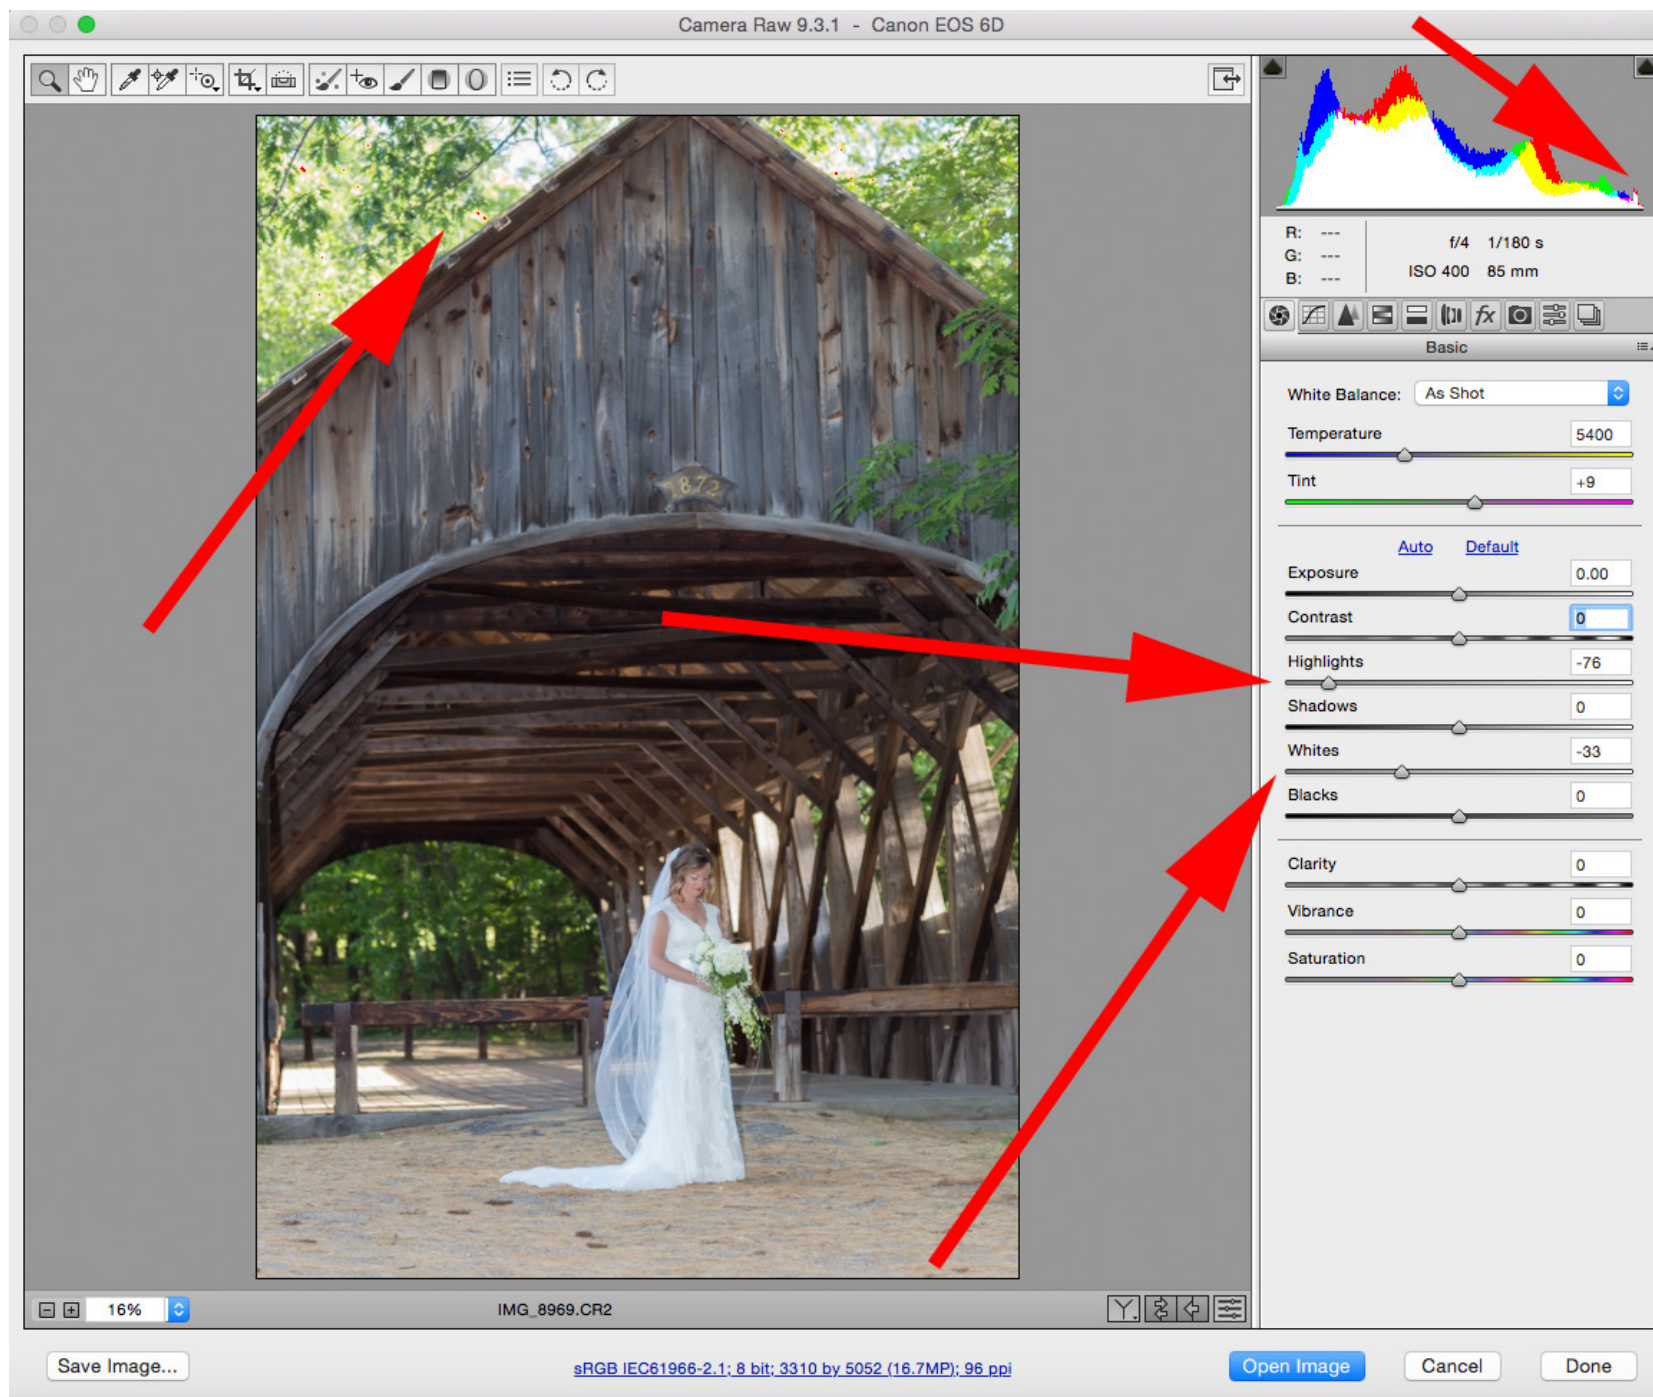 Camera Raw 9.3.1 - Canon EOS 6D
R: ---
G: ---
B: ---
f/4 1/180 s
ISO 400 85 mm
fx
Basic
White Balance: As Shot
Temperature 5400
Tint +9
Auto Default
Exposure 0.00
Contrast 0
Highlights -76
Shadows 0
Whites -33
Blacks 0
Clarity 0
Vibrance 0
Saturation 0
1872
16%
IMG_8969.CR2
Y
Save Image...
sRGB IEC61966-2.1; 8 bit; 3310 by 5052 (16.7MP); 96 ppi
Open Image
Cancel
Done